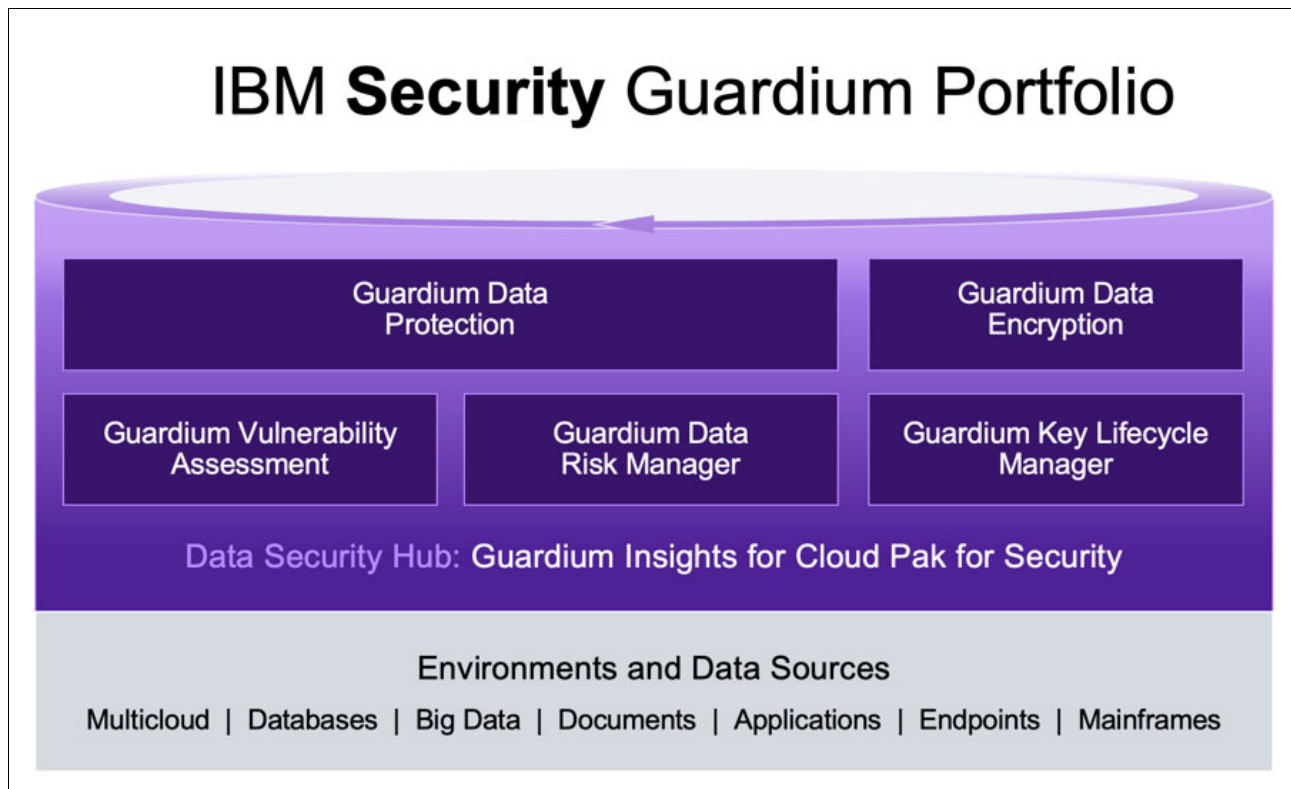 IBM Security Guardium Portfolio
Guardium Data
Protection
Guardium Data
Encryption
Guardium Vulnerability
Assessment
Guardium Data
Risk Manager
Guardium Key Lifecycle
Manager
Data Security Hub: Guardium Insights for Cloud Pak for Security
Environments and Data Sources
Multicloud | Databases | Big Data | Documents | Applications | Endpoints | Mainframes